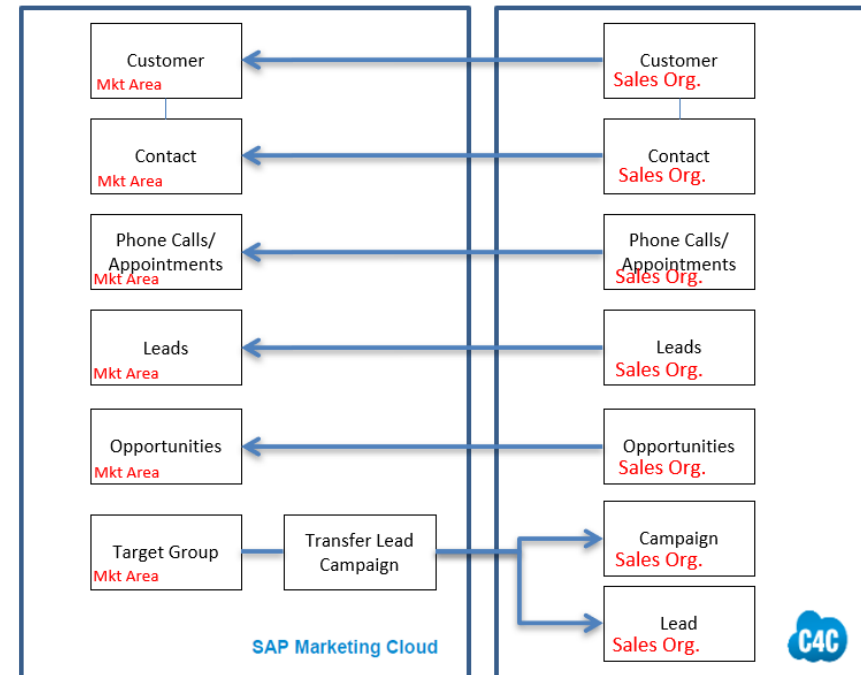 Customer
Mkt Area
Customer
Sales Org.
Contact
Mkt Area
Contact
Sales Org.
Phone Calls/
Appointments
Mkt Area
Phone Calls/
Appointments
Sales Org.
Leads
Mkt Area
Leads
Sales Org.
Opportunities
Mkt Area
Opportunities
Sales Org.
Target Group
Mkt Area
Transfer Lead
Campaign
Campaign
Sales Org.
Lead
Sales Org.
SAP Marketing Cloud
C4C